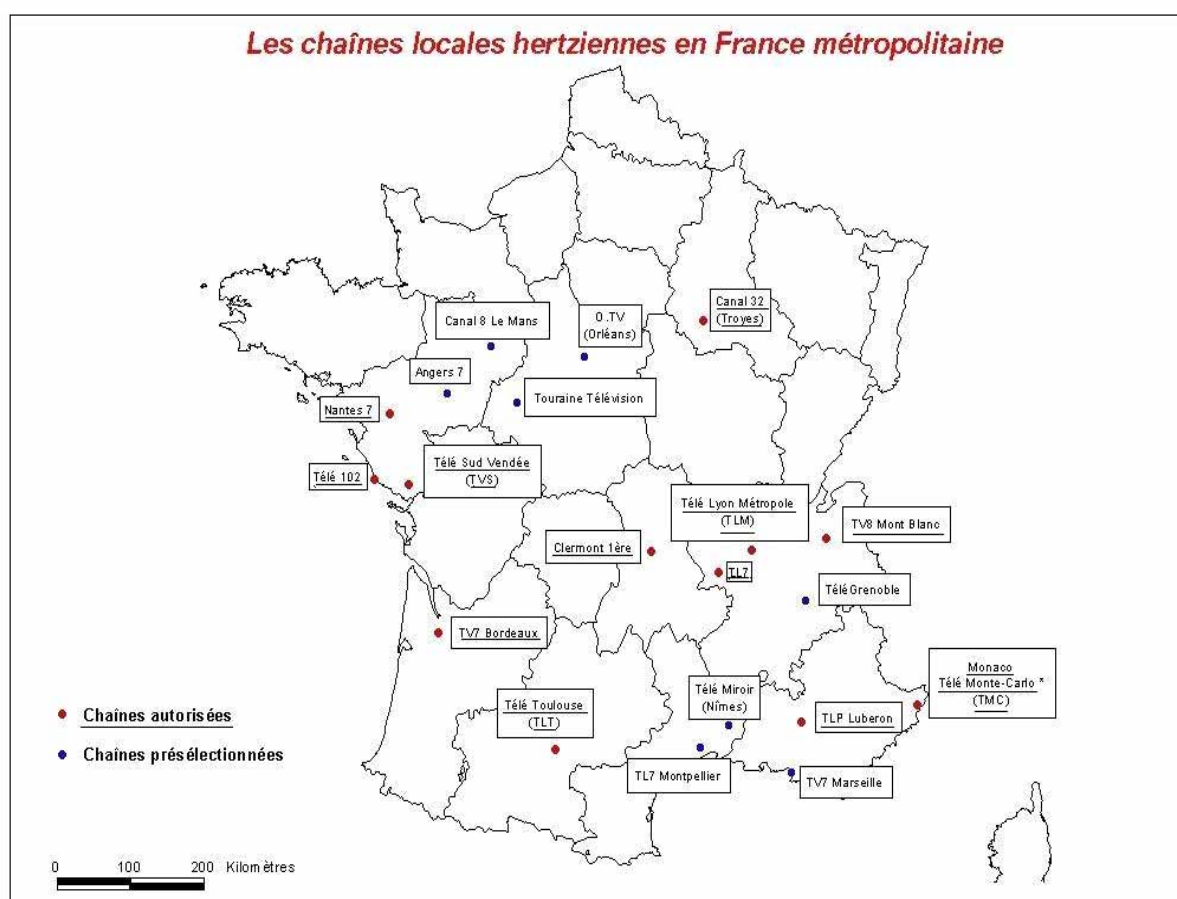 Les chaînes locales hertziennes en France métropolitaine
Canal 32
(Troyes)
Canal 8 Le Mans
O .TV
(Orléans)
Angers 7
Touraine Télévision
Nantes 7
Télé 102
Télé Sud Vendée
(TVS)
Télé Lyon Métropole
(TLM)
TV8 Mont Blanc
Clermont 1ère
TL7
TéléGrenoble
TV7 Bordeaux
Monaco
Télé Monte-Carlo *
(TMC)
Télé Miroir
(Nîmes)
Télé Toulouse
(TLT)
TLP Luberon
TL7 Montpellier
TV7 Marseille
Chaînes autorisées
Chaînes présélectionnées
0 100 200 Kilomètres